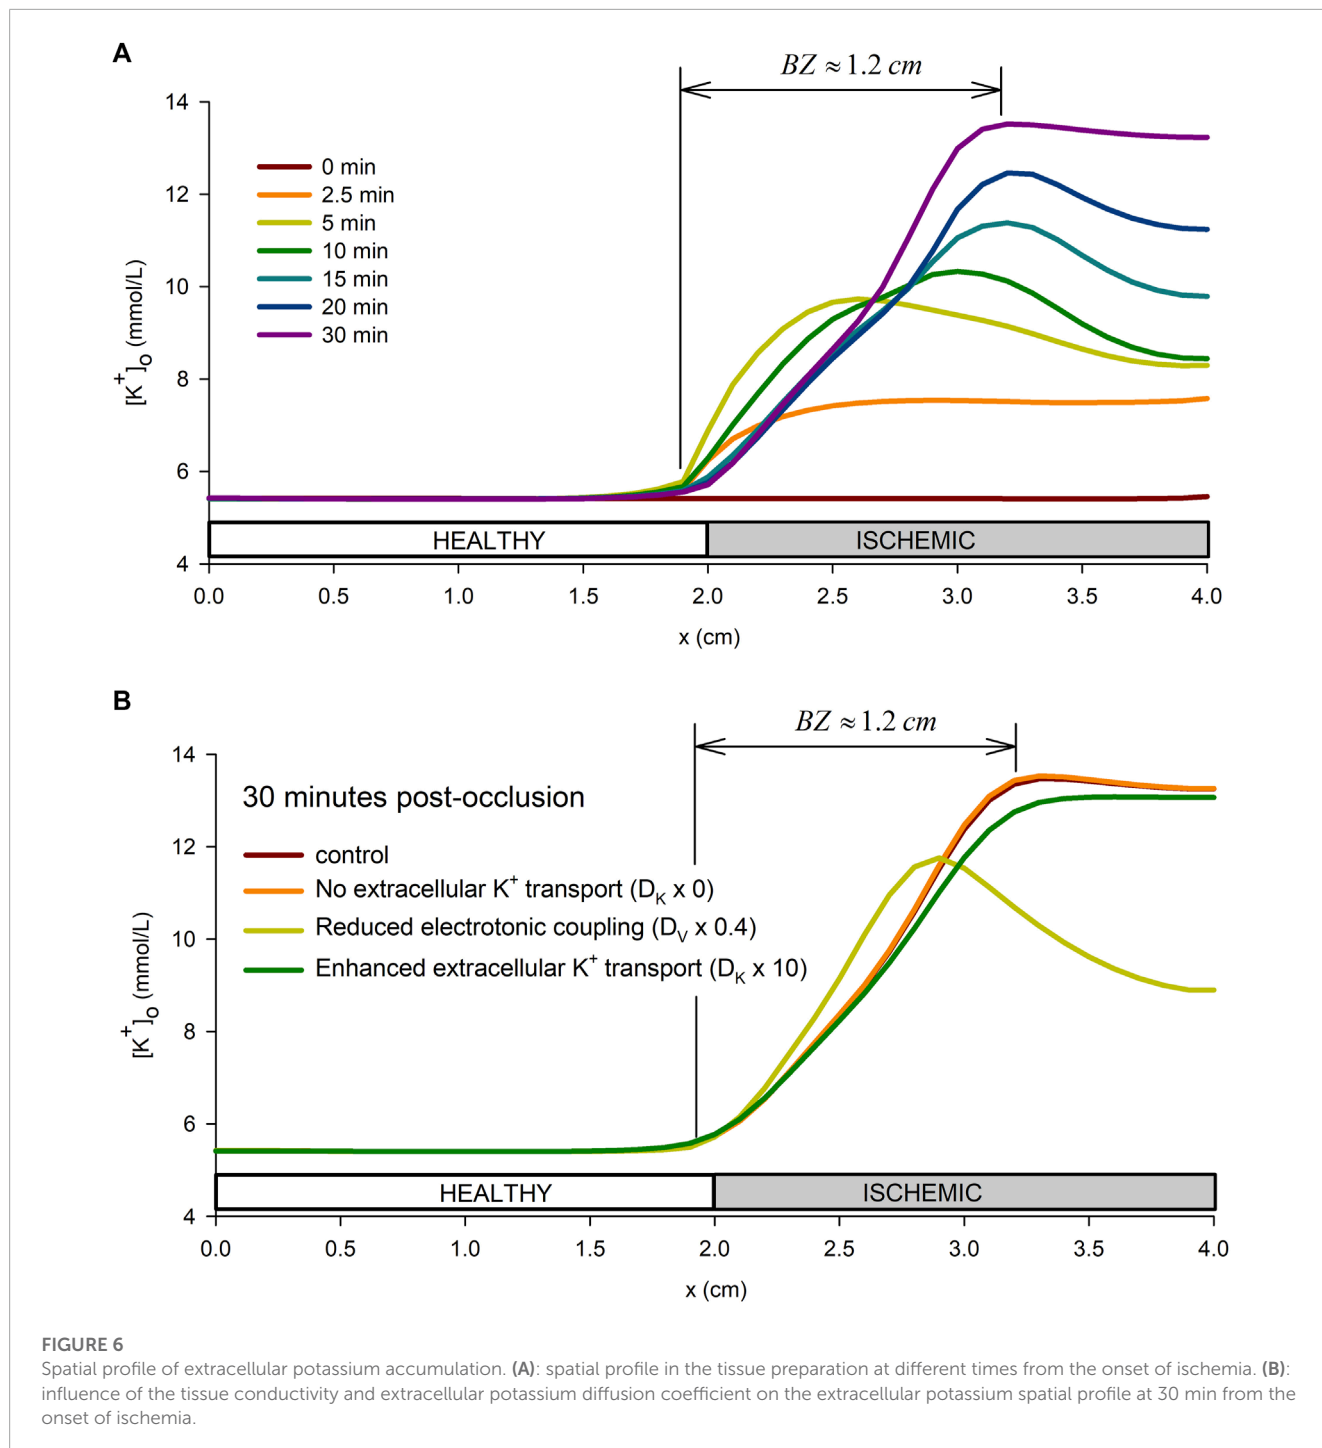 A
BZ ≈ 1.2 cm
14
12
10
8
6
4
[K+]o (mmol/L)
0 min
2.5 min
5 min
10 min
15 min
20 min
30 min
HEALTHY
ISCHEMIC
0.0 0.5 1.0 1.5 2.0 2.5 3.0 3.5 4.0
x (cm)
B
BZ ≈ 1.2 cm
14
12
10
8
6
4
[K+]o (mmol/L)
30 minutes post-occlusion
control
No extracellular K+ transport (DK x 0)
Reduced electrotonic coupling (DV x 0.4)
Enhanced extracellular K+ transport (DK x 10)
HEALTHY
ISCHEMIC
0.0 0.5 1.0 1.5 2.0 2.5 3.0 3.5 4.0
x (cm)
FIGURE 6
Spatial profile of extracellular potassium accumulation. (A): spatial profile in the tissue preparation at different times from the onset of ischemia. (B):
influence of the tissue conductivity and extracellular potassium diffusion coefficient on the extracellular potassium spatial profile at 30 min from the
onset of ischemia.